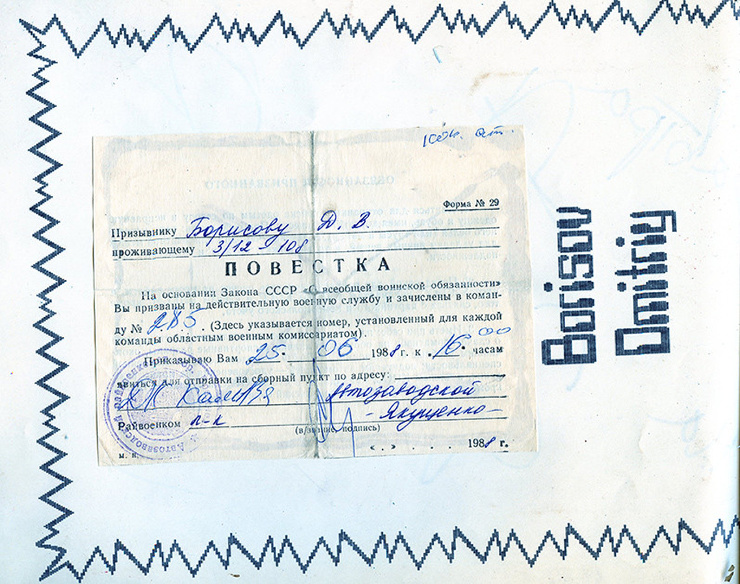 Форма № 29
Призывнику Борисову Д. В.
проживающему 3/12 – 108
ПОВЕСТКА
На основании Закона СССР «О всеобщей воинской обязанности»
Вы призваны на действительную военную службу и зачислены в коман-
ду № 285. (Здесь указывается номер, установленный для каждой
команды областным военным комиссариатом).
Приказываю Вам 25. 06 1988 г. к 16.00 часам
явиться для отправки на сборный пункт по адресу:
Автозаводской
Райвоенком п-к Якущенко
(в/звание, подпись)
« . » 1988 г.
м. п.
Borisov
Dmitriy